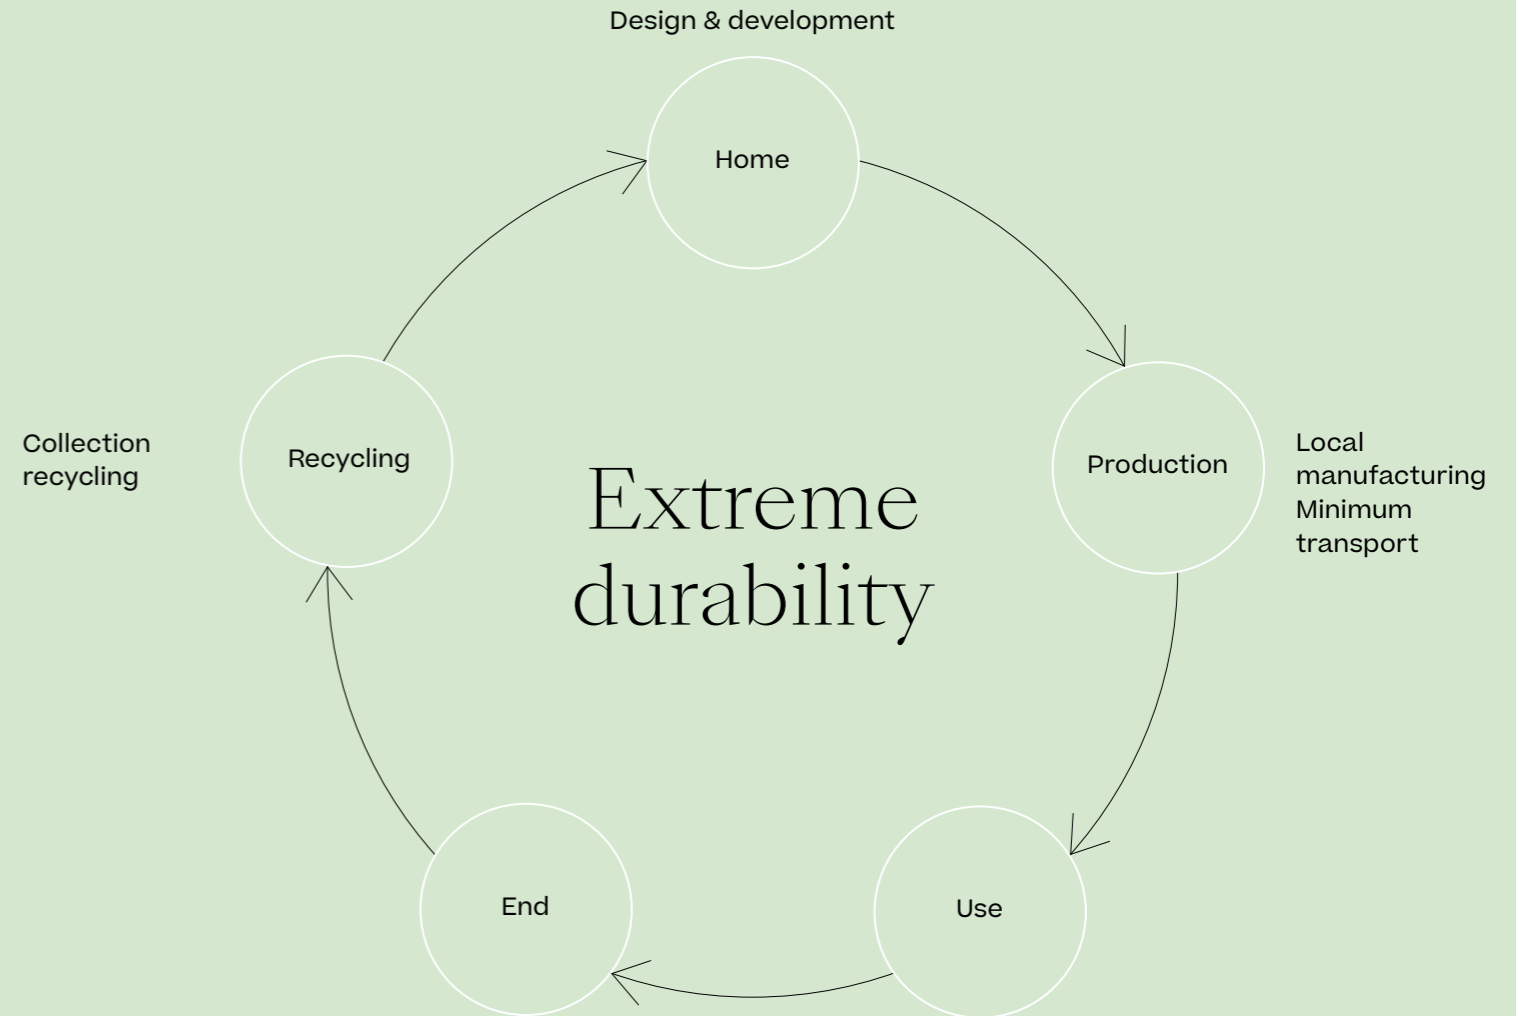 Design & development
Home
Recycling
Collection
recycling
Production
Local
manufacturing
Minimum
transport
Extreme
durability
End
Use